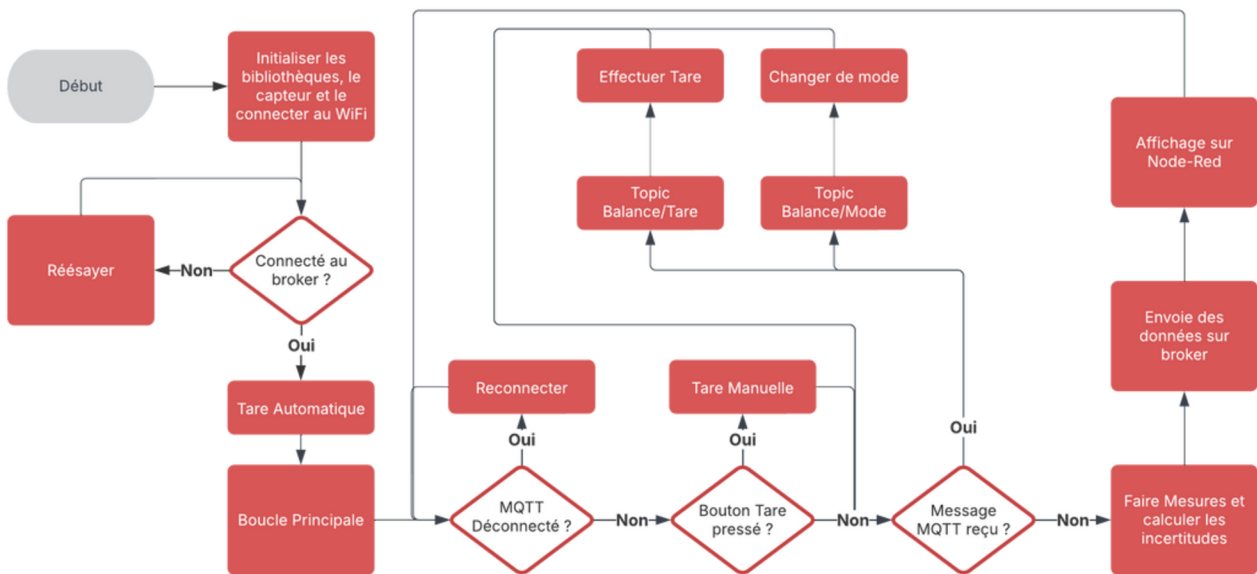 Début
Initialiser les
bibliothèques, le
capteur et le
connecter au WiFi
Réésayer
Non
Connecté au
broker ?
Oui
Tare Automatique
Boucle Principale
Effectuer Tare
Changer de mode
Topic
Balance/Tare
Topic
Balance/Mode
Reconnecter
Oui
MQTT
Déconnecté ?
Non
Tare Manuelle
Oui
Bouton Tare
pressé ?
Non
Oui
Message
MQTT reçu ?
Non
Affichage sur
Node-Red
Envoie des
données sur
broker
Faire Mesures et
calculer les
incertitudes